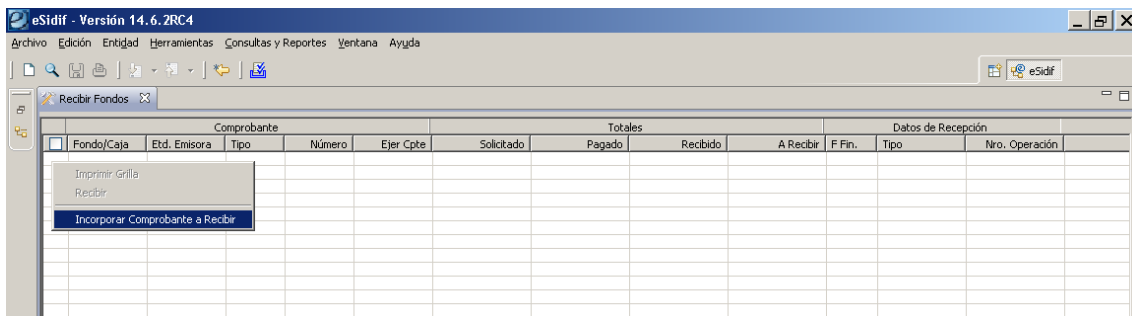 eSidif - Versión 14.6.2RC4
Archivo Edición Entidad Herramientas Consultas y Reportes Ventana Ayuda
eSidif
Recibir Fondos
Comprobante Totales Datos de Recepción
Fondo/Caja Etd. Emisora Tipo Número Ejer Cpte Solicitado Pagado Recibido A Recibir F Fin. Tipo Nro. Operación
Imprimir Grilla
Recibir
Incorporar Comprobante a Recibir